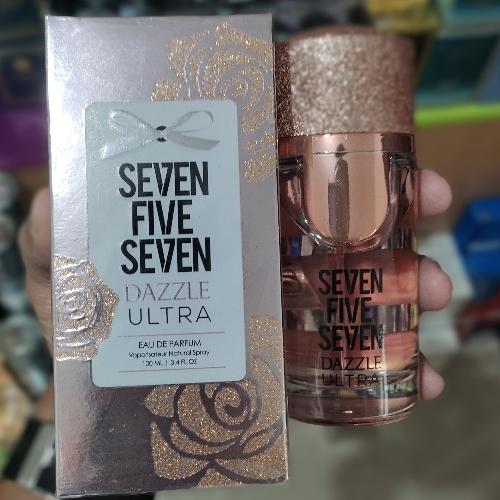 SEVEN
FIVE
SEVEN
DAZZLE
ULTRA
EAU DE PARFUM
Vaporisateur Natural Spray
100 ML | 3.4 FL OZ
SEVEN
FIVE
SEVEN
DAZZLE
ULTRA